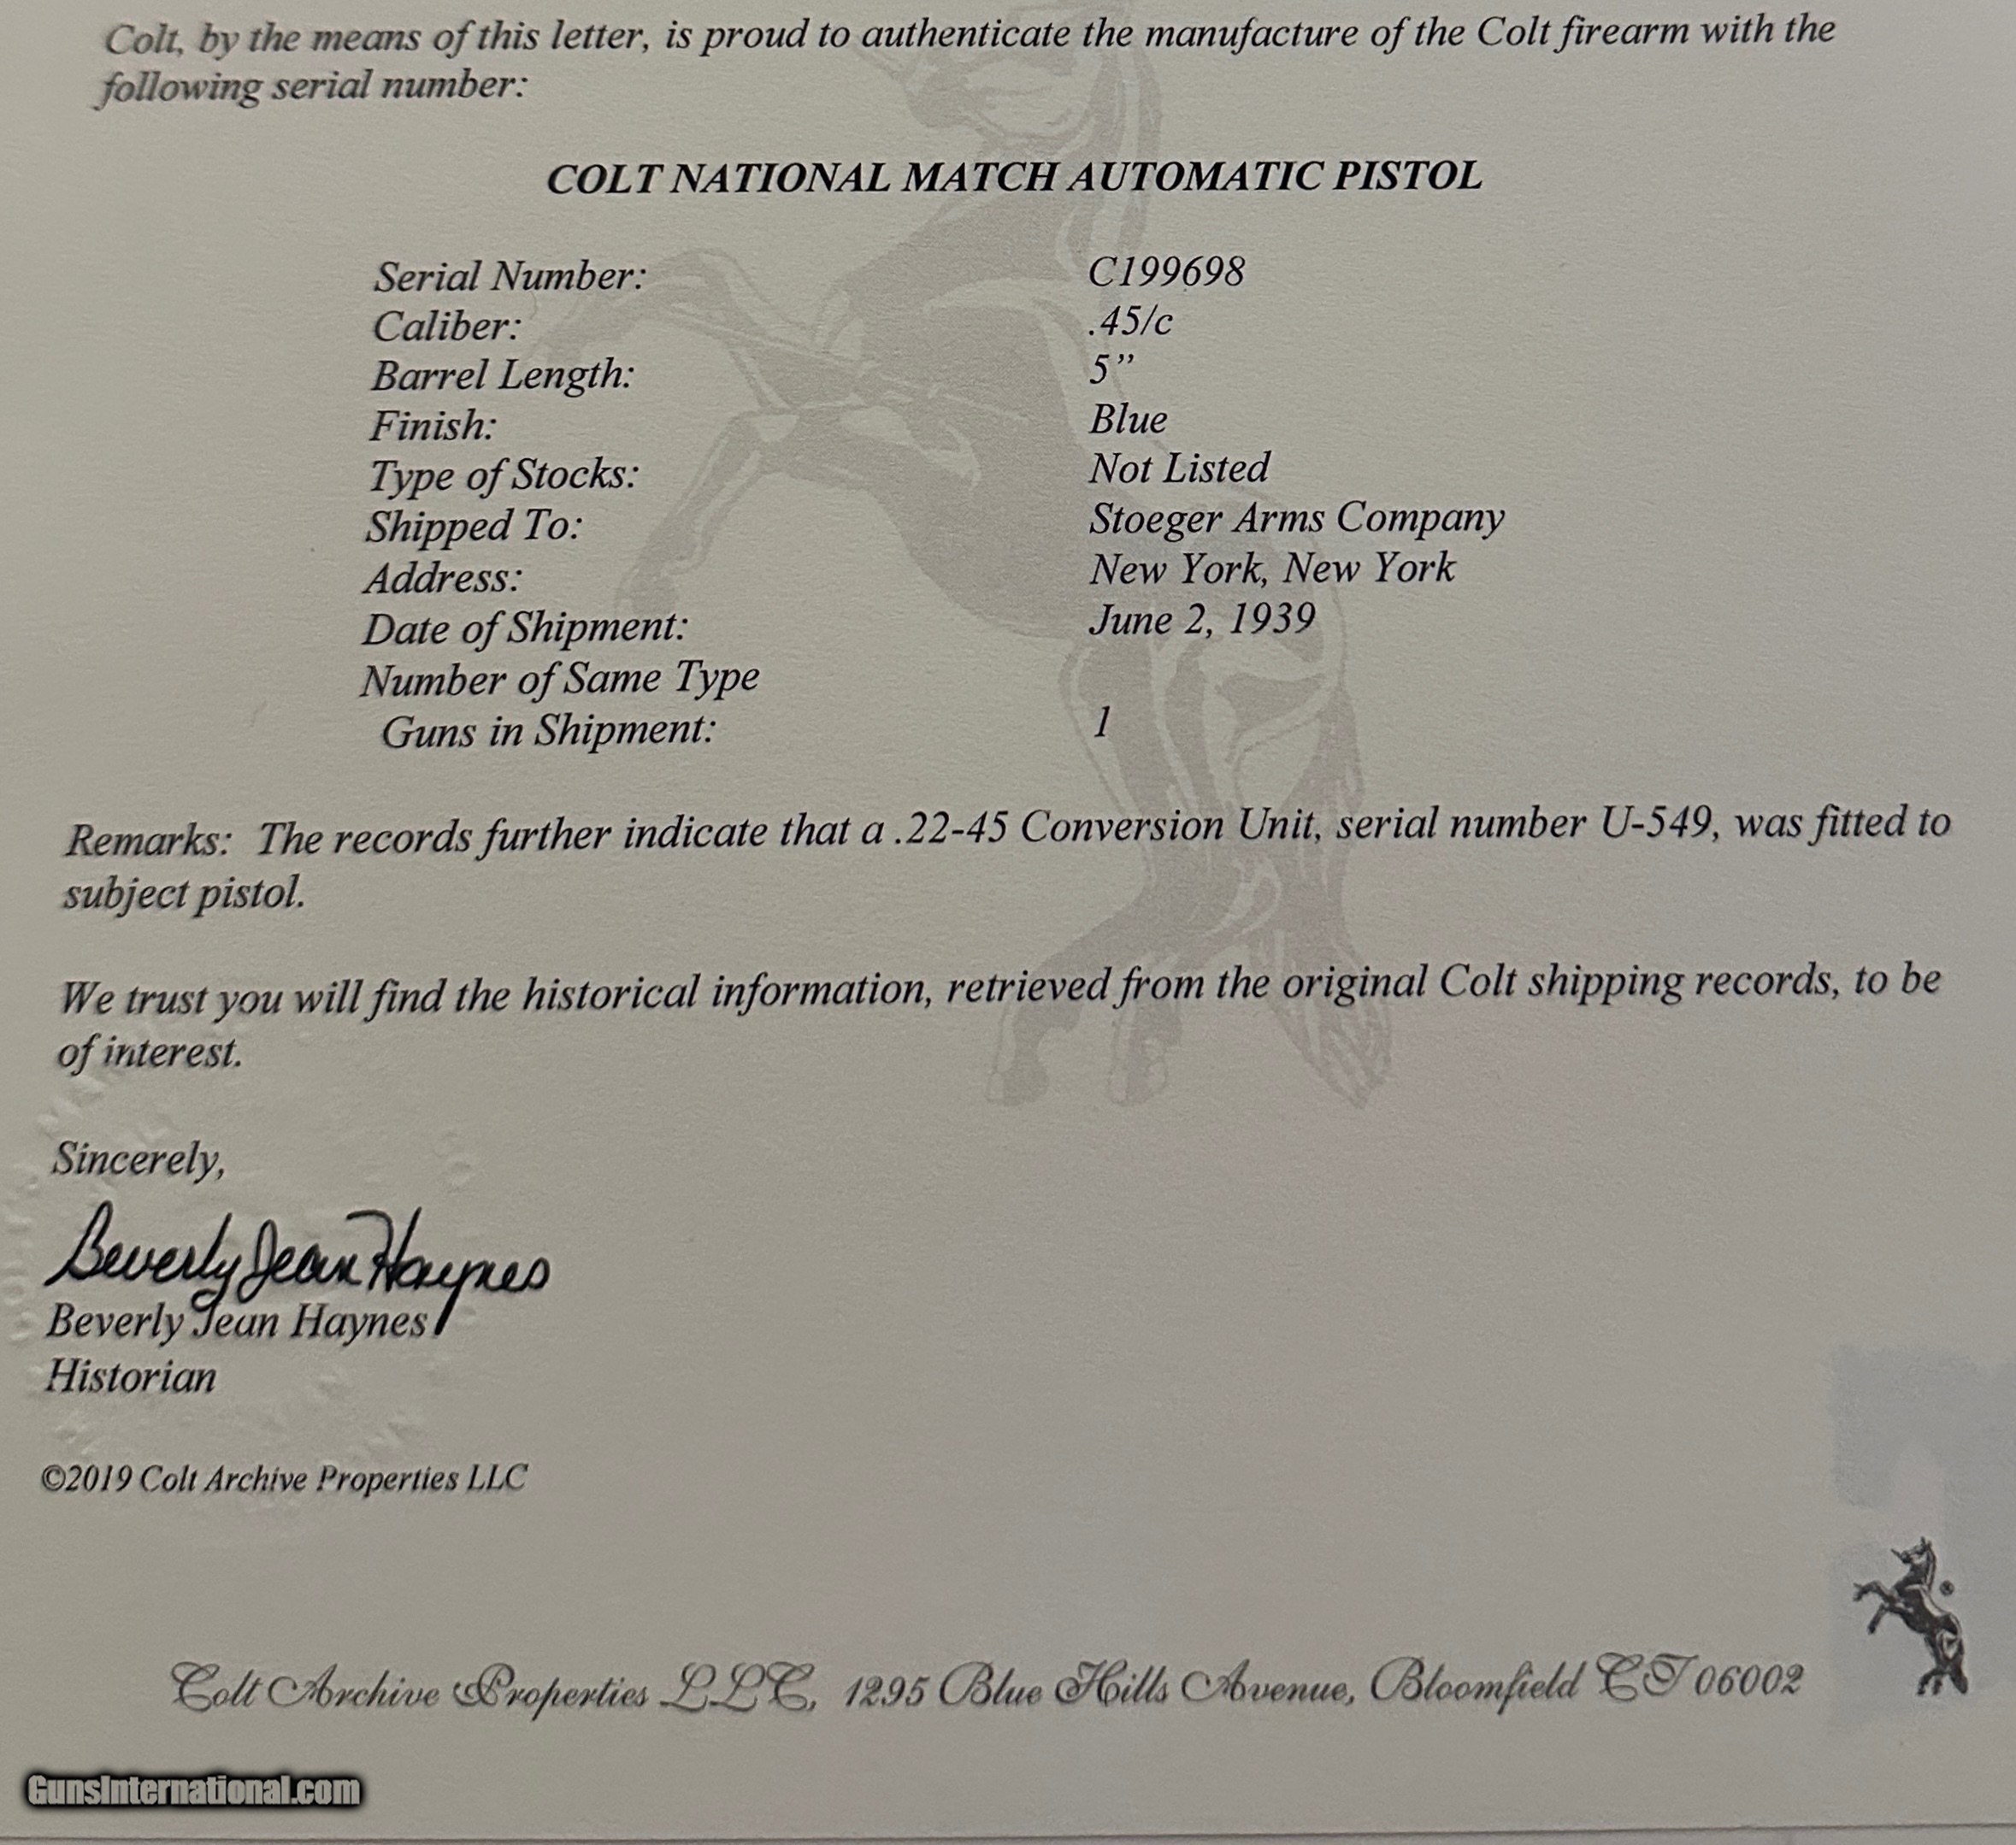 Colt, by the means of this letter, is proud to authenticate the manufacture of the Colt firearm with the
following serial number:
COLT NATIONAL MATCH AUTOMATIC PISTOL
Serial Number: C199698
Caliber: .45/c
Barrel Length: 5”
Finish: Blue
Type of Stocks: Not Listed
Shipped To: Stoeger Arms Company
Address: New York, New York
Date of Shipment: June 2, 1939
Number of Same Type
Guns in Shipment: 1
Remarks: The records further indicate that a .22-45 Conversion Unit, serial number U-549, was fitted to
subject pistol.
We trust you will find the historical information, retrieved from the original Colt shipping records, to be
of interest.
Sincerely,
Beverly Jean Haynes
Beverly Jean Haynes
Historian
©2019 Colt Archive Properties LLC
Colt Archive Properties LLC, 1295 Blue Hills Avenue, Bloomfield CT 06002
GunsInternational.com